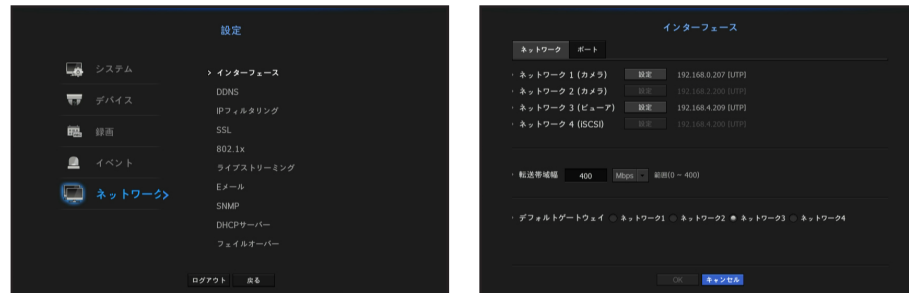 設定
システム
デバイス
録画
イベント
ネットワーク>
> インターフェース
DDNS
IPフィルタリング
SSL
802.1x
ライブストリーミング
Eメール
SNMP
DHCPサーバー
フェイルオーバー
ログアウト 戻る
インターフェース
ネットワーク ポート
ネットワーク 1 (カメラ) 設定 192.168.0.207 [UTP]
ネットワーク 2 (カメラ) 設定 192.168.2.200 [UTP]
ネットワーク 3 (ビューア) 設定 192.168.4.209 [UTP]
ネットワーク 4 (iSCSI) 設定 192.168.4.200 [UTP]
転送帯域幅 400 Mbps 範囲(0 ~ 400)
デフォルトゲートウェイ ネットワーク1 ネットワーク2 ネットワーク3 ネットワーク4
OK キャンセル